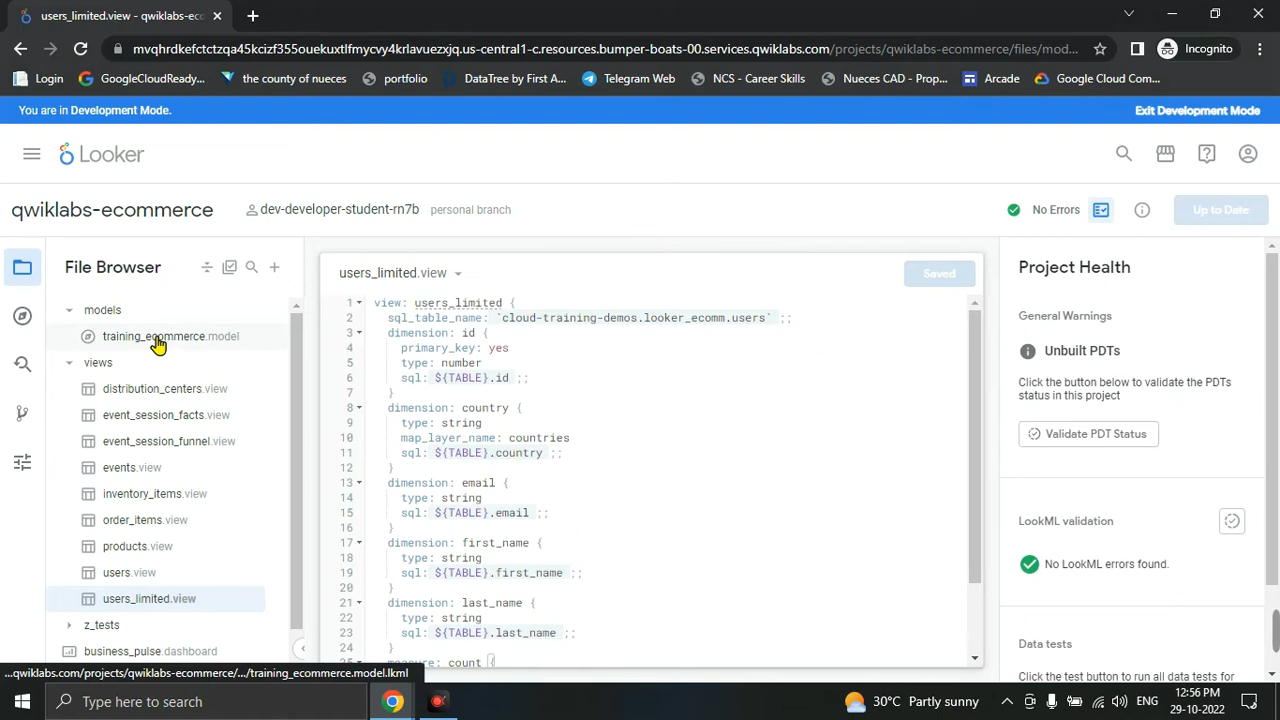 users_limited.view - qwiklabs-ecc
mvqhrdkefctctzqa45kcizf355ouekuxtlfmycvy4krlavuezxjq.us-central1-c.resources.bumper-boats-00.services.qwiklabs.com/projects/qwiklabs-ecommerce/files/mod...
Incognito
Login
GoogleCloudReady...
the county of nueces
portfolio
DataTree by First A...
Telegram Web
NCS - Career Skills
Nueces CAD - Prop...
Arcade
Google Cloud Com...
You are in Development Mode.
Exit Development Mode
Looker
qwiklabs-ecommerce
dev-developer-student-rn7b personal branch
No Errors
Up to Date
File Browser
models
training_ecommerce.model
views
distribution_centers.view
event_session_facts.view
event_session_funnel.view
events.view
inventory_items.view
order_items.view
products.view
users.view
users_limited.view
z_tests
business_pulse.dashboard
users_limited.view
Saved
1 view: users_limited {
2 sql_table_name: `cloud-training-demos.looker_ecomm.users` ;;
3 dimension: id {
4 primary_key: yes
5 type: number
6 sql: ${TABLE}.id ;;
7 }
8 dimension: country {
9 type: string
10 map_layer_name: countries
11 sql: ${TABLE}.country ;;
12 }
13 dimension: email {
14 type: string
15 sql: ${TABLE}.email ;;
16 }
17 dimension: first_name {
18 type: string
19 sql: ${TABLE}.first_name ;;
20 }
21 dimension: last_name {
22 type: string
23 sql: ${TABLE}.last_name ;;
24 }
25 measure: count {
Project Health
General Warnings
Unbuilt PDTs
Click the button below to validate the PDTs
status in this project
Validate PDT Status
LookML validation
No LookML errors found.
Data tests
Click the test button to run all data tests for
...qwiklabs.com/projects/qwiklabs-ecommerce/.../training_ecommerce.model.lkml
Type here to search
30°C Partly sunny
ENG
12:56 PM
29-10-2022